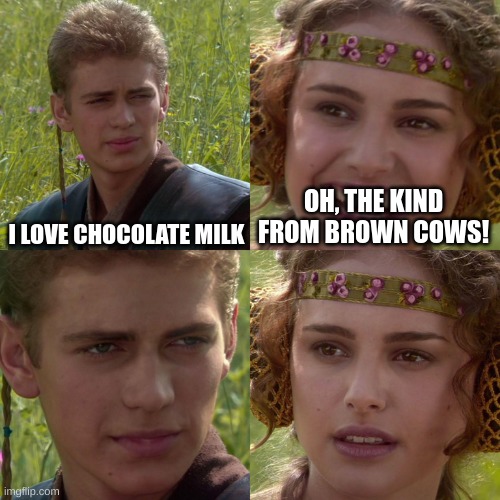 I LOVE CHOCOLATE MILK
OH, THE KIND
FROM BROWN COWS!
imgflip.com